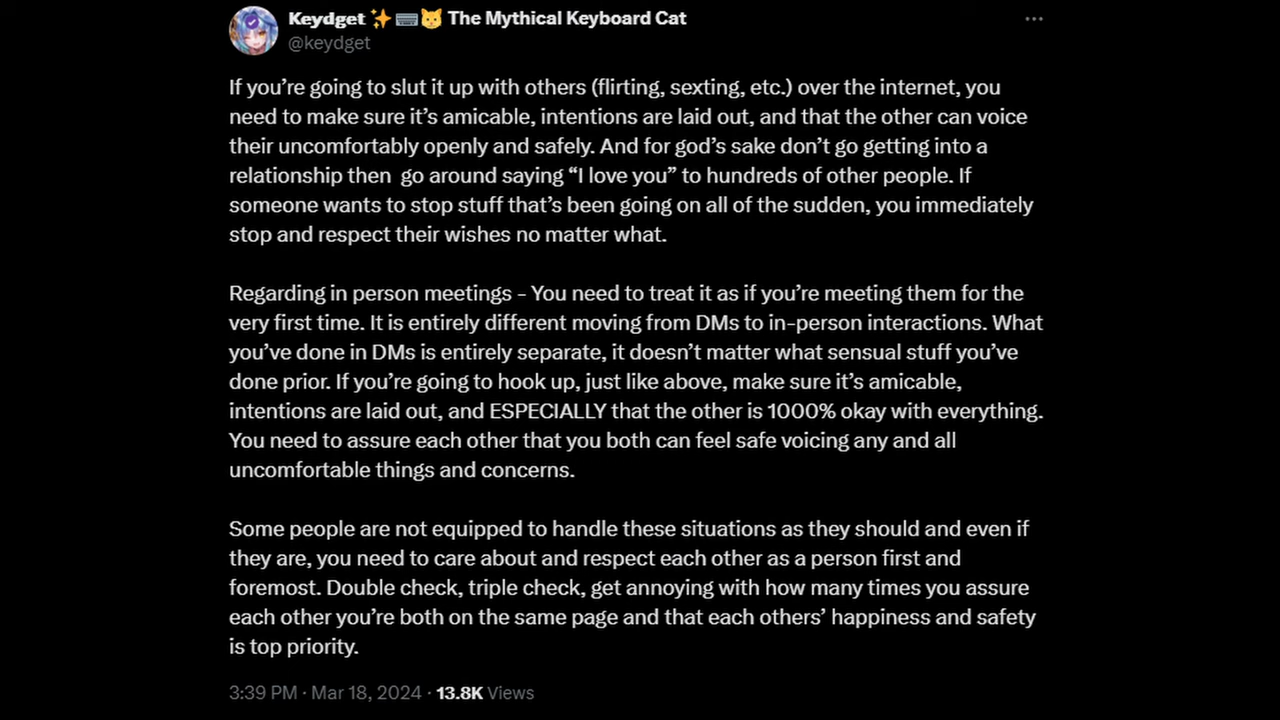 Keydget ✨⌨️🐱 The Mythical Keyboard Cat
@keydget
If you’re going to slut it up with others (flirting, sexting, etc.) over the internet, you
need to make sure it’s amicable, intentions are laid out, and that the other can voice
their uncomfortably openly and safely. And for god’s sake don’t go getting into a
relationship then  go around saying “I love you” to hundreds of other people. If
someone wants to stop stuff that’s been going on all of the sudden, you immediately
stop and respect their wishes no matter what.
Regarding in person meetings - You need to treat it as if you’re meeting them for the
very first time. It is entirely different moving from DMs to in-person interactions. What
you’ve done in DMs is entirely separate, it doesn’t matter what sensual stuff you’ve
done prior. If you’re going to hook up, just like above, make sure it’s amicable,
intentions are laid out, and ESPECIALLY that the other is 1000% okay with everything.
You need to assure each other that you both can feel safe voicing any and all
uncomfortable things and concerns.
Some people are not equipped to handle these situations as they should and even if
they are, you need to care about and respect each other as a person first and
foremost. Double check, triple check, get annoying with how many times you assure
each other you’re both on the same page and that each others’ happiness and safety
is top priority.
3:39 PM · Mar 18, 2024 · 13.8K Views